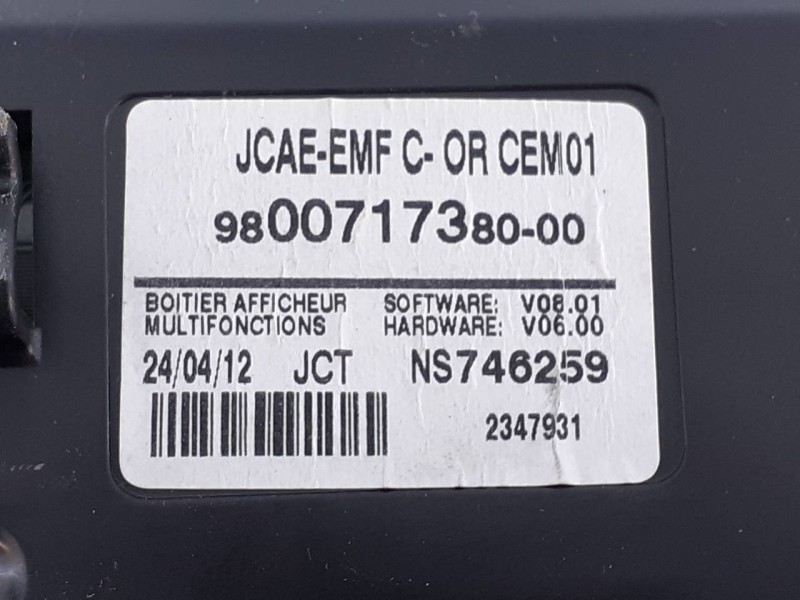 JCAE-EMF C- OR CEM01
9800717380-00
BOITIER AFFICHEUR SOFTWARE: V08.01
MULTIFONCTIONS HARDWARE: V06.00
24/04/12 JCT NS746259
2347931